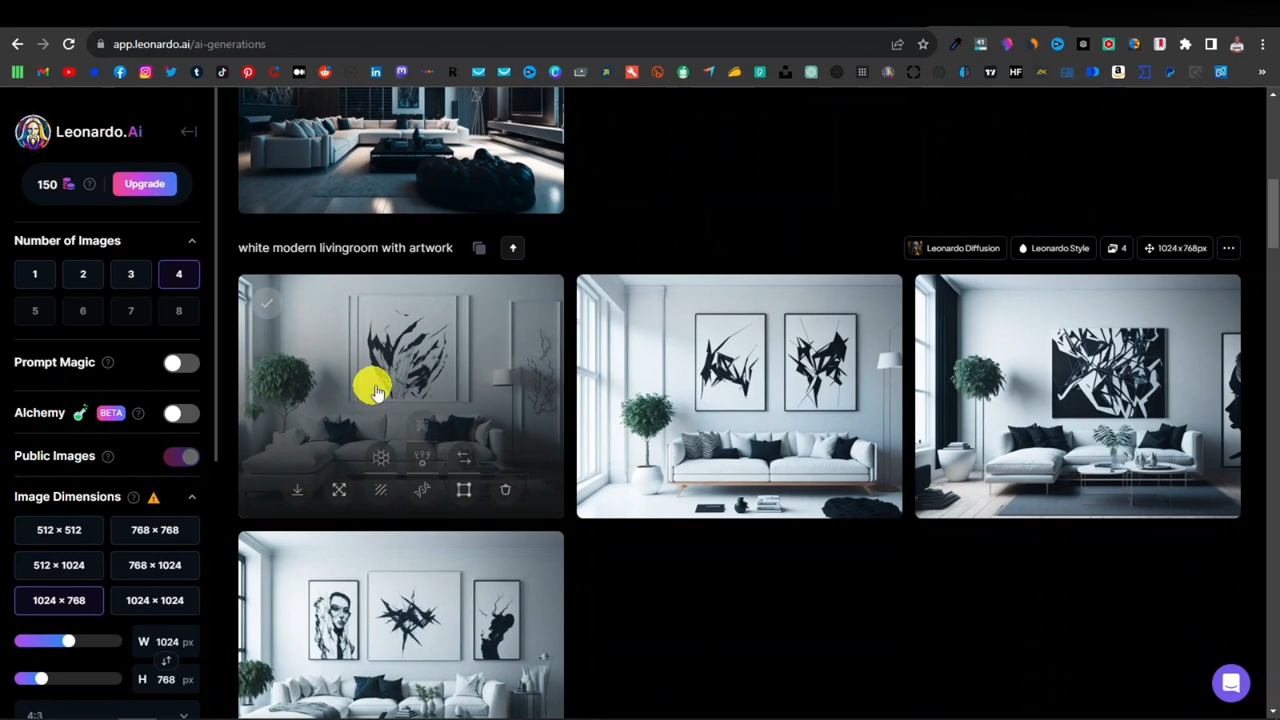 app.leonardo.ai/ai-generations
41
Leonardo.Ai
150
Upgrade
Number of Images
1
2
3
4
5
6
7
8
Prompt Magic
Alchemy
BETA
Public Images
Image Dimensions
512 × 512
768 × 768
512 × 1024
768 × 1024
1024 × 768
1024 × 1024
W 1024 px
H 768 px
4:3
white modern livingroom with artwork
Leonardo Diffusion
Leonardo Style
4
1024x768px